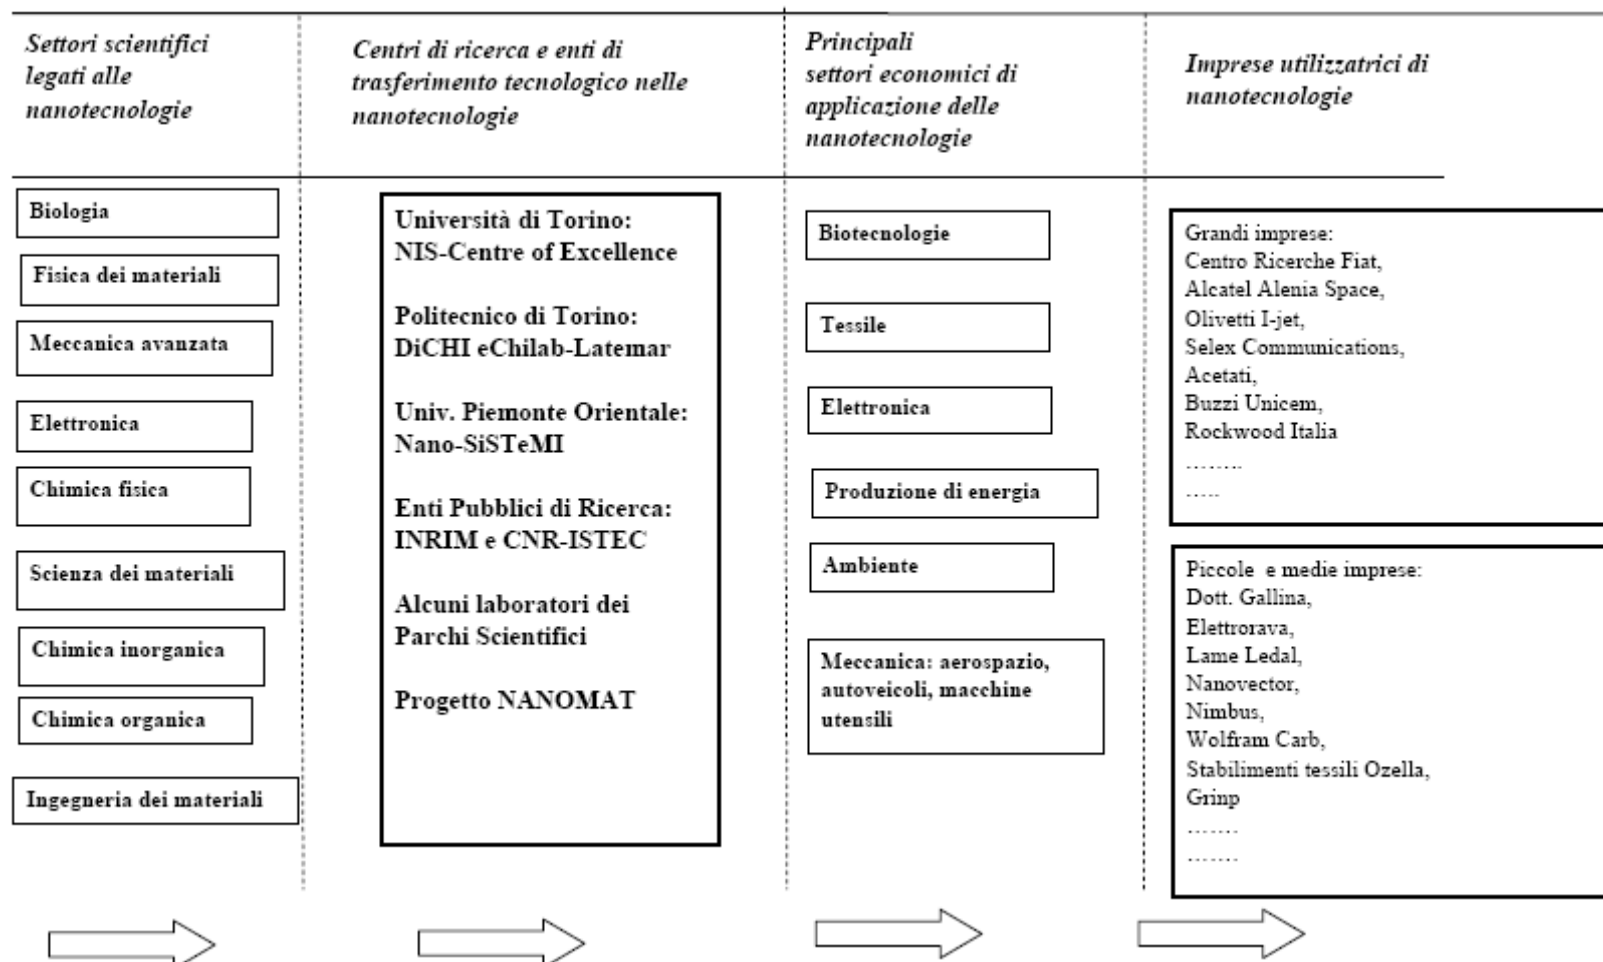 Settori scientifici
legati alle
nanotecnologie
Centri di ricerca e enti di
trasferimento tecnologico nelle
nanotecnologie
Principali
settori economici di
applicazione delle
nanotecnologie
Imprese utilizzatrici di
nanotecnologie
Biologia
Fisica dei materiali
Meccanica avanzata
Elettronica
Chimica fisica
Scienza dei materiali
Chimica inorganica
Chimica organica
Ingegneria dei materiali
Università di Torino:
NIS-Centre of Excellence
Politecnico di Torino:
DiCHI eChilab-Latemar
Univ. Piemonte Orientale:
Nano-SiSTeMI
Enti Pubblici di Ricerca:
INRIM e CNR-ISTEC
Alcuni laboratori dei
Parchi Scientifici
Progetto NANOMAT
Biotecnologie
Tessile
Elettronica
Produzione di energia
Ambiente
Meccanica: aerospazio,
autoveicoli, macchine
utensili
Grandi imprese:
Centro Ricerche Fiat,
Alcatel Alenia Space,
Olivetti I-jet,
Selex Communications,
Acetati,
Buzzi Unicem,
Rockwood Italia
……..
…..
Piccole e medie imprese:
Dott. Gallina,
Elettrorava,
Lame Ledal,
Nanovector,
Nimbus,
Wolfram Carb,
Stabilimenti tessili Ozella,
Grinp
…….
…….